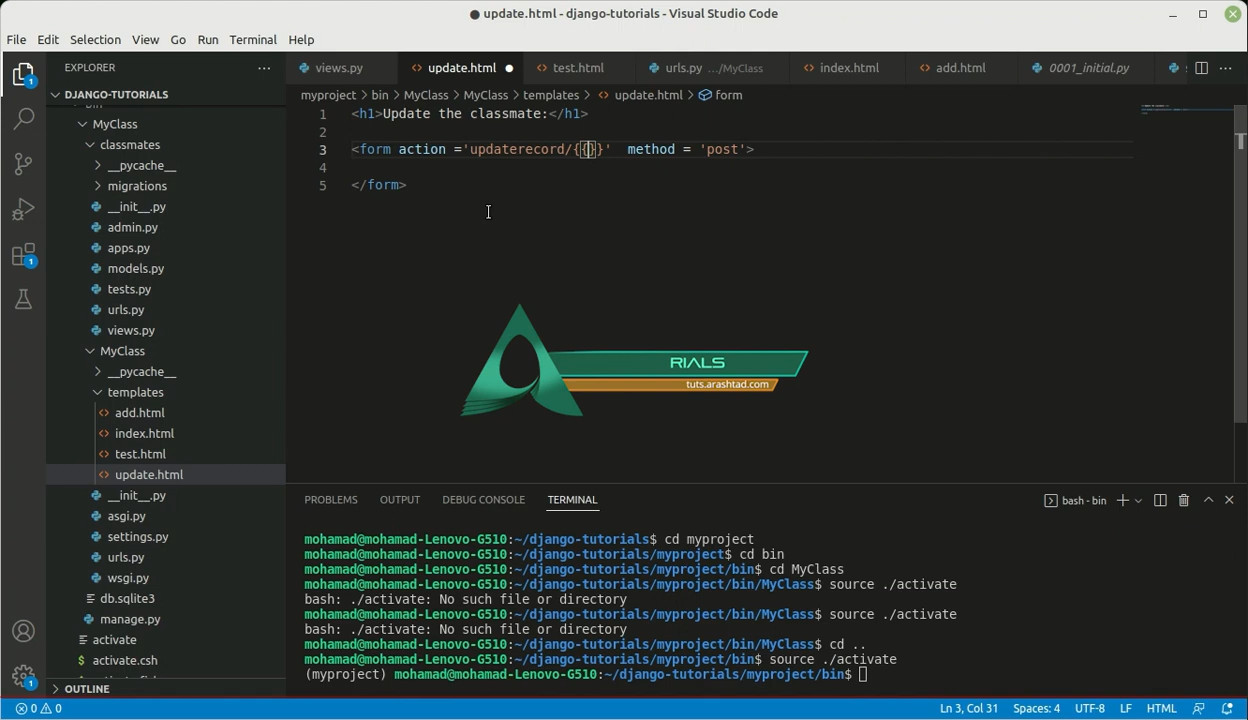 update.html - django-tutorials - Visual Studio Code
File Edit Selection View Go Run Terminal Help
EXPLORER
views.py
update.html
test.html
urls.py .../MyClass
index.html
add.html
0001_initial.py
DJANGO-TUTORIALS
myproject > bin > MyClass > MyClass > templates > update.html > form
MyClass
classmates
__pycache__
migrations
__init__.py
admin.py
apps.py
models.py
tests.py
urls.py
views.py
MyClass
__pycache__
templates
add.html
index.html
test.html
update.html
__init__.py
asgi.py
settings.py
urls.py
wsgi.py
db.sqlite3
manage.py
activate
activate.csh
OUTLINE
1 <h1>Update the classmate:</h1>
2
3 <form action ='updaterecord/{{}}'  method = 'post'>
4
5 </form>
RIALS
tuts.arashtad.com
PROBLEMS OUTPUT DEBUG CONSOLE TERMINAL
bash - bin
mohamad@mohamad-Lenovo-G510:~/django-tutorials$ cd myproject
mohamad@mohamad-Lenovo-G510:~/django-tutorials/myproject$ cd bin
mohamad@mohamad-Lenovo-G510:~/django-tutorials/myproject/bin$ cd MyClass
mohamad@mohamad-Lenovo-G510:~/django-tutorials/myproject/bin/MyClass$ source ./activate
bash: ./activate: No such file or directory
mohamad@mohamad-Lenovo-G510:~/django-tutorials/myproject/bin/MyClass$ source ./activate
bash: ./activate: No such file or directory
mohamad@mohamad-Lenovo-G510:~/django-tutorials/myproject/bin/MyClass$ cd ..
mohamad@mohamad-Lenovo-G510:~/django-tutorials/myproject/bin$ source ./activate
(myproject) mohamad@mohamad-Lenovo-G510:~/django-tutorials/myproject/bin$
0 0
Ln 3, Col 31 Spaces: 4 UTF-8 LF HTML